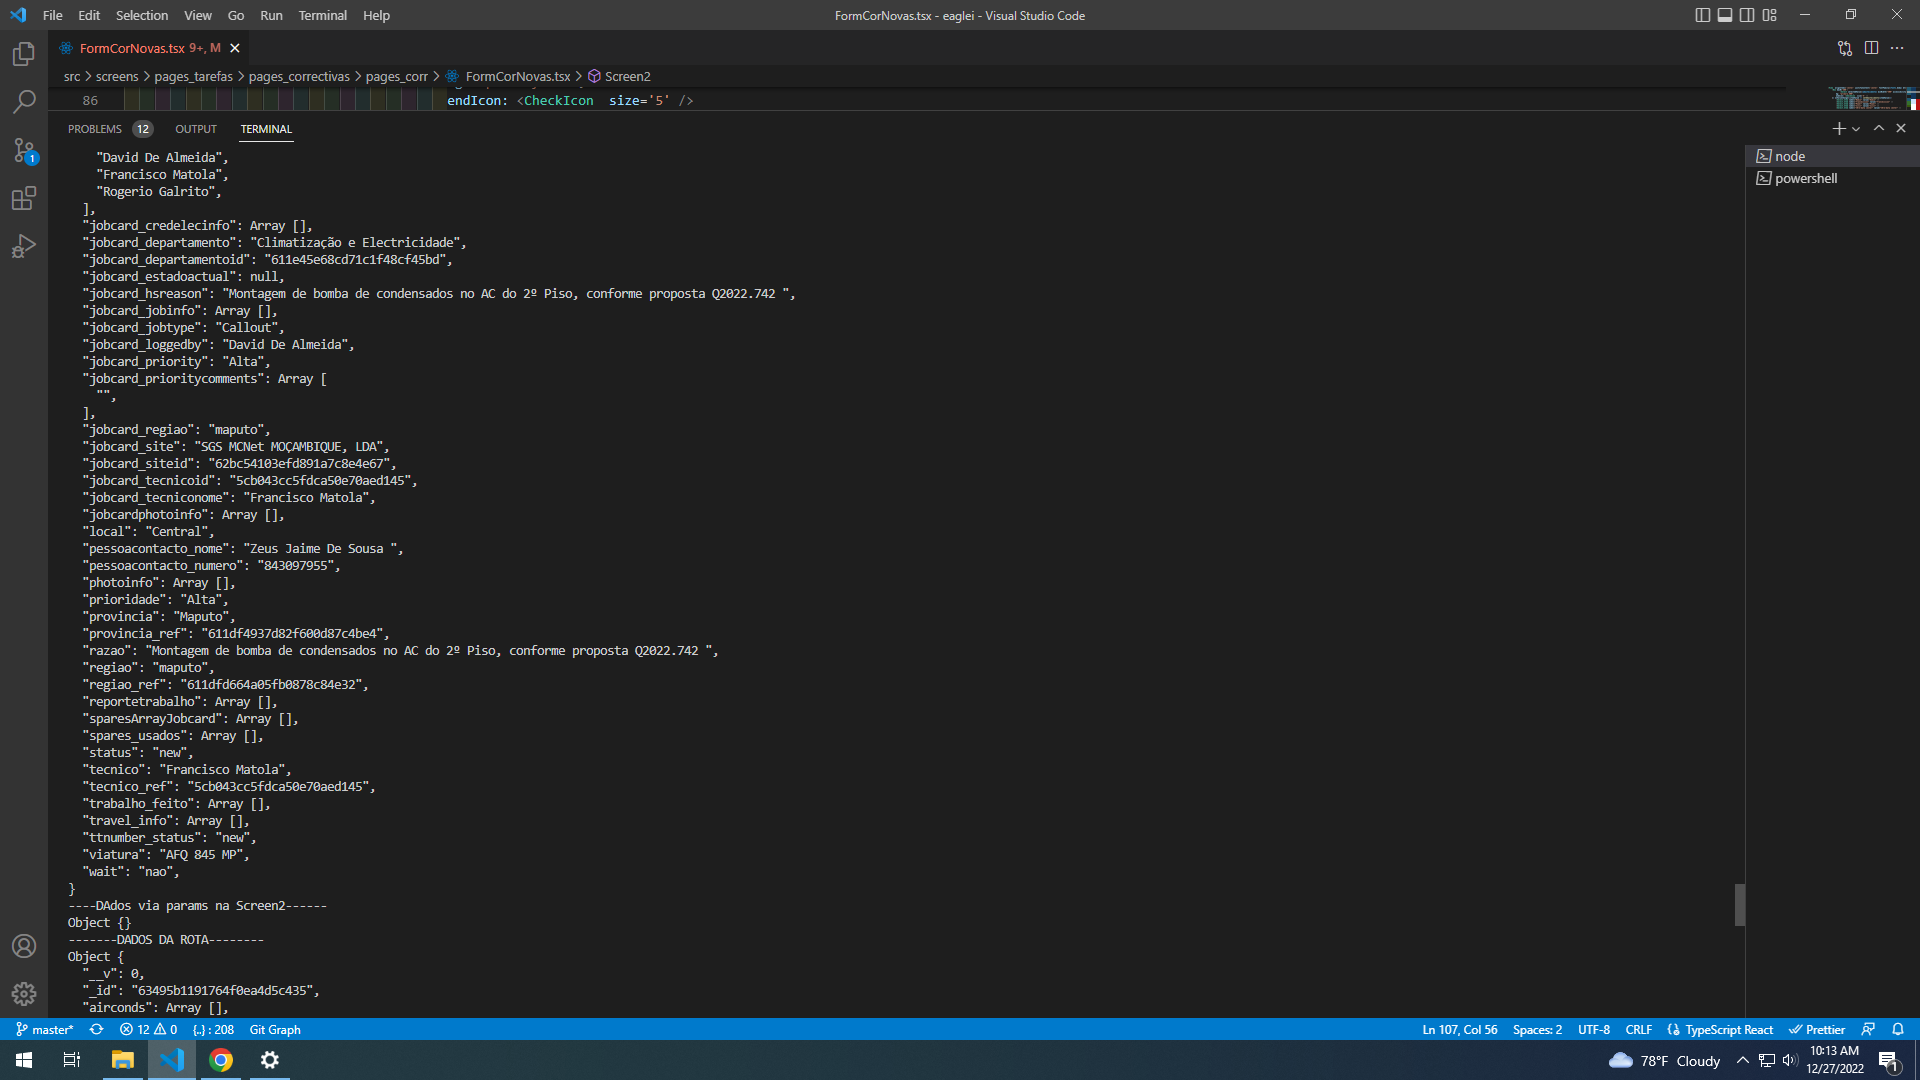 File Edit Selection View Go Run Terminal Help FormCorNovas.tsx - eaglei - Visual Studio Code
FormCorNovas.tsx 9+, M
src > screens > pages_tarefas > pages_correctivas > pages_corr > FormCorNovas.tsx > Screen2
86 endIcon: <CheckIcon size='5' />
PROBLEMS 12 OUTPUT TERMINAL
node
powershell
"David De Almeida",
"Francisco Matola",
"Rogerio Galrito",
],
"jobcard_credelecinfo": Array [],
"jobcard_departamento": "Climatização e Electricidade",
"jobcard_departamentoid": "611e45e68cd71c1f48cf45bd",
"jobcard_estadoactual": null,
"jobcard_hsreason": "Montagem de bomba de condensados no AC do 2º Piso, conforme proposta Q2022.742 ",
"jobcard_jobinfo": Array [],
"jobcard_jobtype": "Callout",
"jobcard_loggedby": "David De Almeida",
"jobcard_priority": "Alta",
"jobcard_prioritycomments": Array [
"",
],
"jobcard_regiao": "maputo",
"jobcard_site": "SGS MCNet MOÇAMBIQUE, LDA",
"jobcard_siteid": "62bc54103efd891a7c8e4e67",
"jobcard_tecnicoid": "5cb043cc5fdca50e70aed145",
"jobcard_tecniconome": "Francisco Matola",
"jobcardphotoinfo": Array [],
"local": "Central",
"pessoacontacto_nome": "Zeus Jaime De Sousa ",
"pessoacontacto_numero": "843097955",
"photoinfo": Array [],
"prioridade": "Alta",
"provincia": "Maputo",
"provincia_ref": "611df4937d82f600d87c4be4",
"razao": "Montagem de bomba de condensados no AC do 2º Piso, conforme proposta Q2022.742 ",
"regiao": "maputo",
"regiao_ref": "611dfd664a05fb0878c84e32",
"reportetrabalho": Array [],
"sparesArrayJobcard": Array [],
"spares_usados": Array [],
"status": "new",
"tecnico": "Francisco Matola",
"tecnico_ref": "5cb043cc5fdca50e70aed145",
"trabalho_feito": Array [],
"travel_info": Array [],
"ttnumber_status": "new",
"viatura": "AFQ 845 MP",
"wait": "nao",
}
----DAdos via params na Screen2------
Object {}
-------DADOS DA ROTA--------
Object {
"__v": 0,
"_id": "63495b1191764f0ea4d5c435",
"airconds": Array [],
1
master* 12 0 {..} : 208 Git Graph Ln 107, Col 56 Spaces: 2 UTF-8 CRLF TypeScript React Prettier
78°F Cloudy 10:13 AM
12/27/2022 1